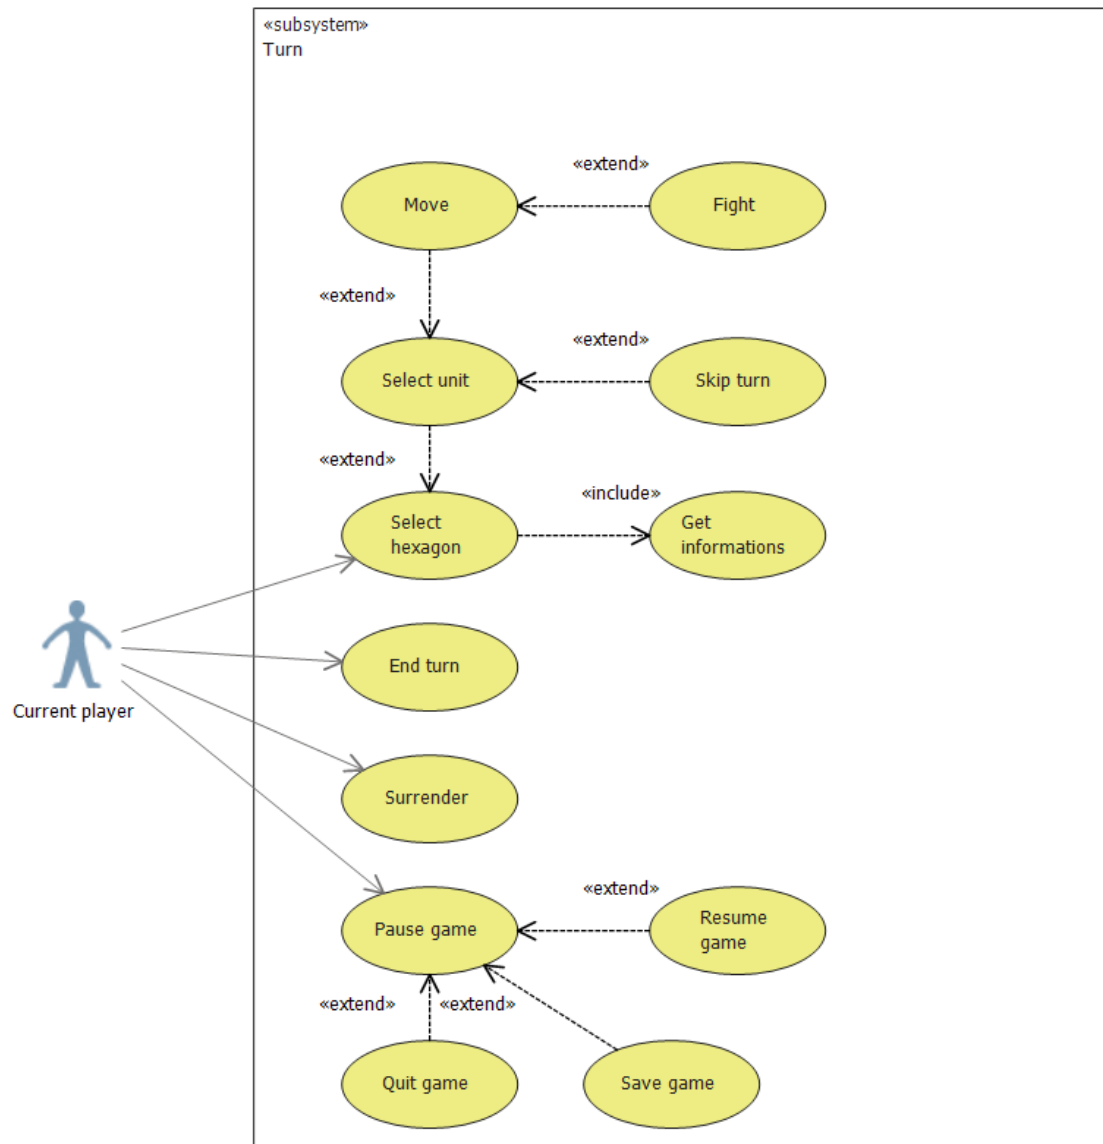 «subsystem»
Turn
«extend»
Move
Fight
«extend»
«extend»
Select unit
Skip turn
«extend»
«include»
Select
hexagon
Get
informations
End turn
Current player
Surrender
«extend»
Pause game
Resume
game
«extend»
«extend»
Quit game
Save game